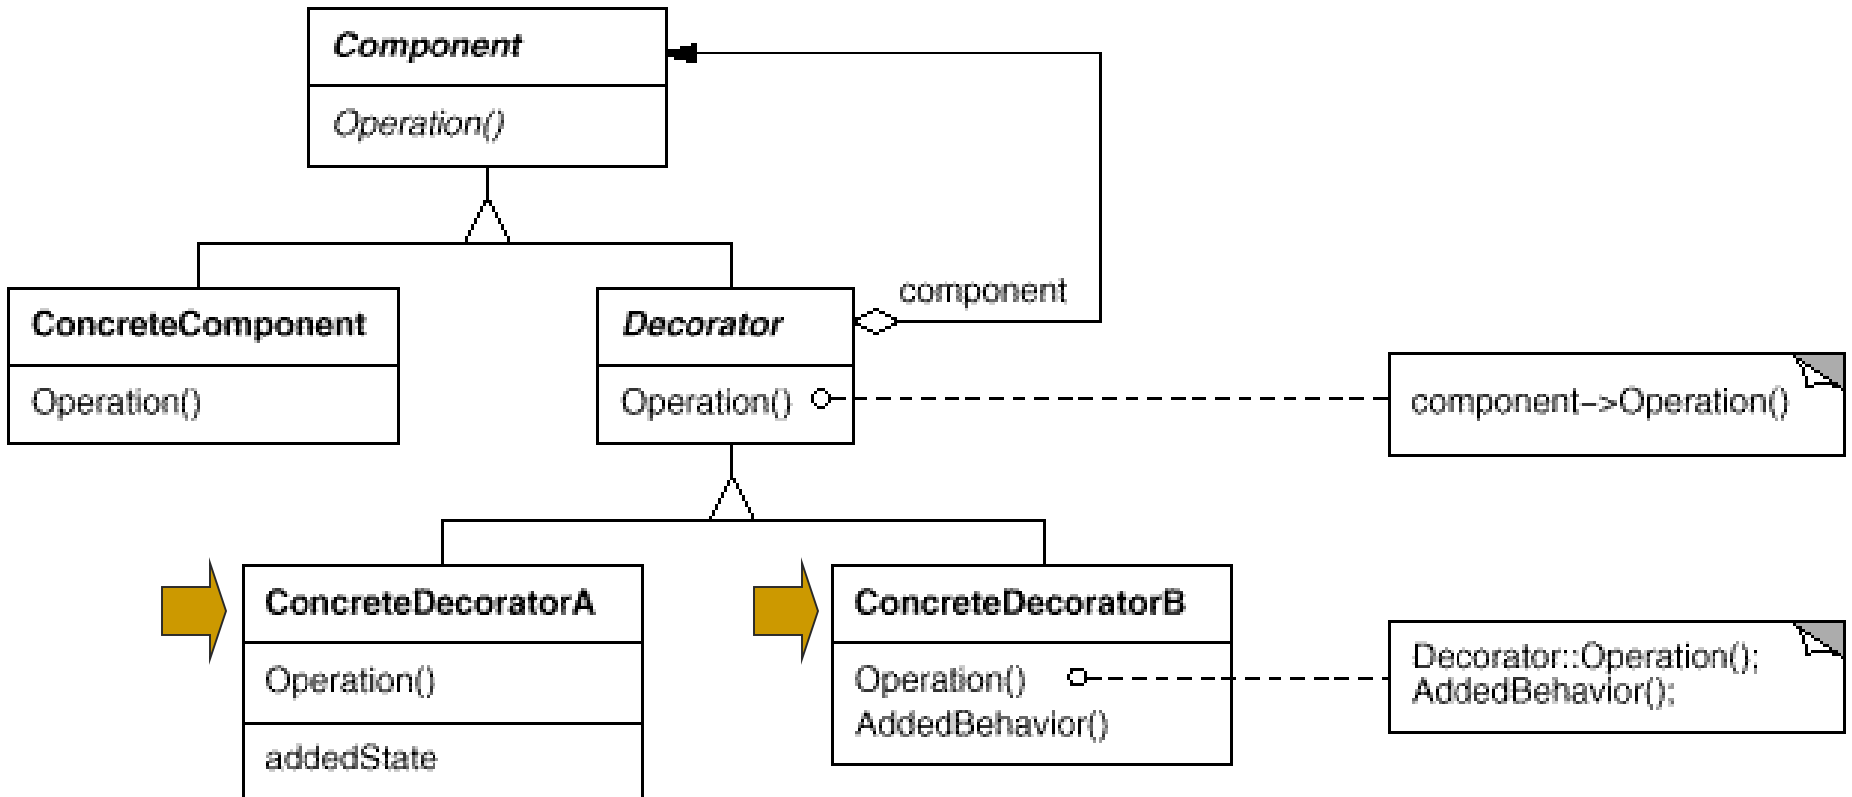 Component
Operation()
component
ConcreteComponent
Operation()
Decorator
Operation()
component–>Operation()
ConcreteDecoratorA
Operation()
addedState
ConcreteDecoratorB
Operation()
AddedBehavior()
Decorator::Operation();
AddedBehavior();